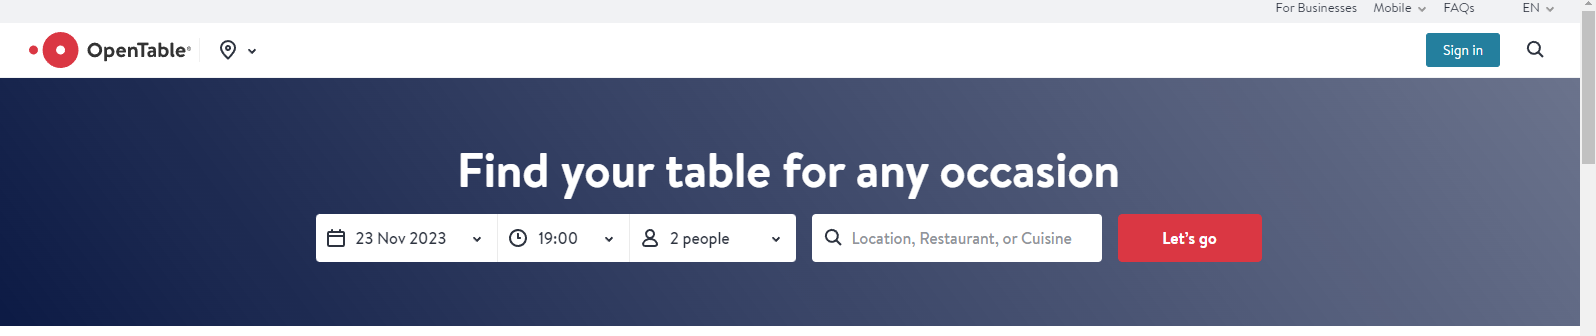 For Businesses Mobile FAQs EN
OpenTable® Sign in
Find your table for any occasion
23 Nov 2023 19:00 2 people Location, Restaurant, or Cuisine Let's go